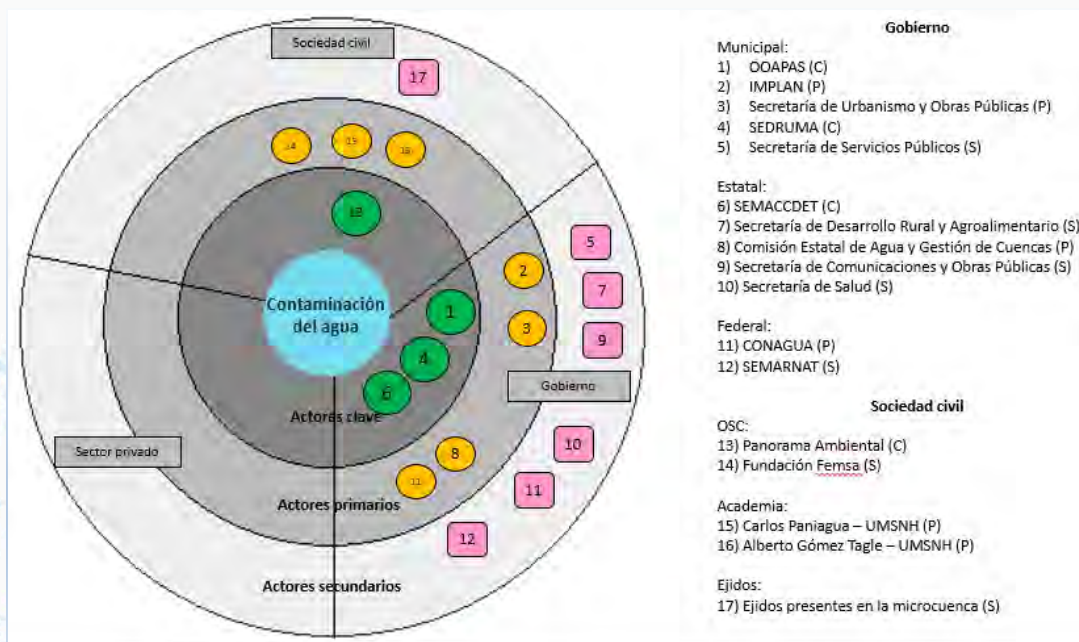 Sociedad civil
17
14
15
16
13
5
2
7
Contaminación
del agua
1
3
9
4
6
Gobierno
Actores clave
Sector privado
8
10
11
11
Actores primarios
12
Actores secundarios
Gobierno
Municipal:
1) OOAPAS (C)
2) IMPLAN (P)
3) Secretaría de Urbanismo y Obras Públicas (P)
4) SEDRUMA (C)
5) Secretaría de Servicios Públicos (S)
Estatal:
6) SEMACCDET (C)
7) Secretaría de Desarrollo Rural y Agroalimentario (S)
8) Comisión Estatal de Agua y Gestión de Cuencas (P)
9) Secretaría de Comunicaciones y Obras Públicas (S)
10) Secretaría de Salud (S)
Federal:
11) CONAGUA (P)
12) SEMARNAT (S)
Sociedad civil
OSC:
13) Panorama Ambiental (C)
14) Fundación Femsa (S)
Academia:
15) Carlos Paniagua – UMSNH (P)
16) Alberto Gómez Tagle – UMSNH (P)
Ejidos:
17) Ejidos presentes en la microcuenca (S)